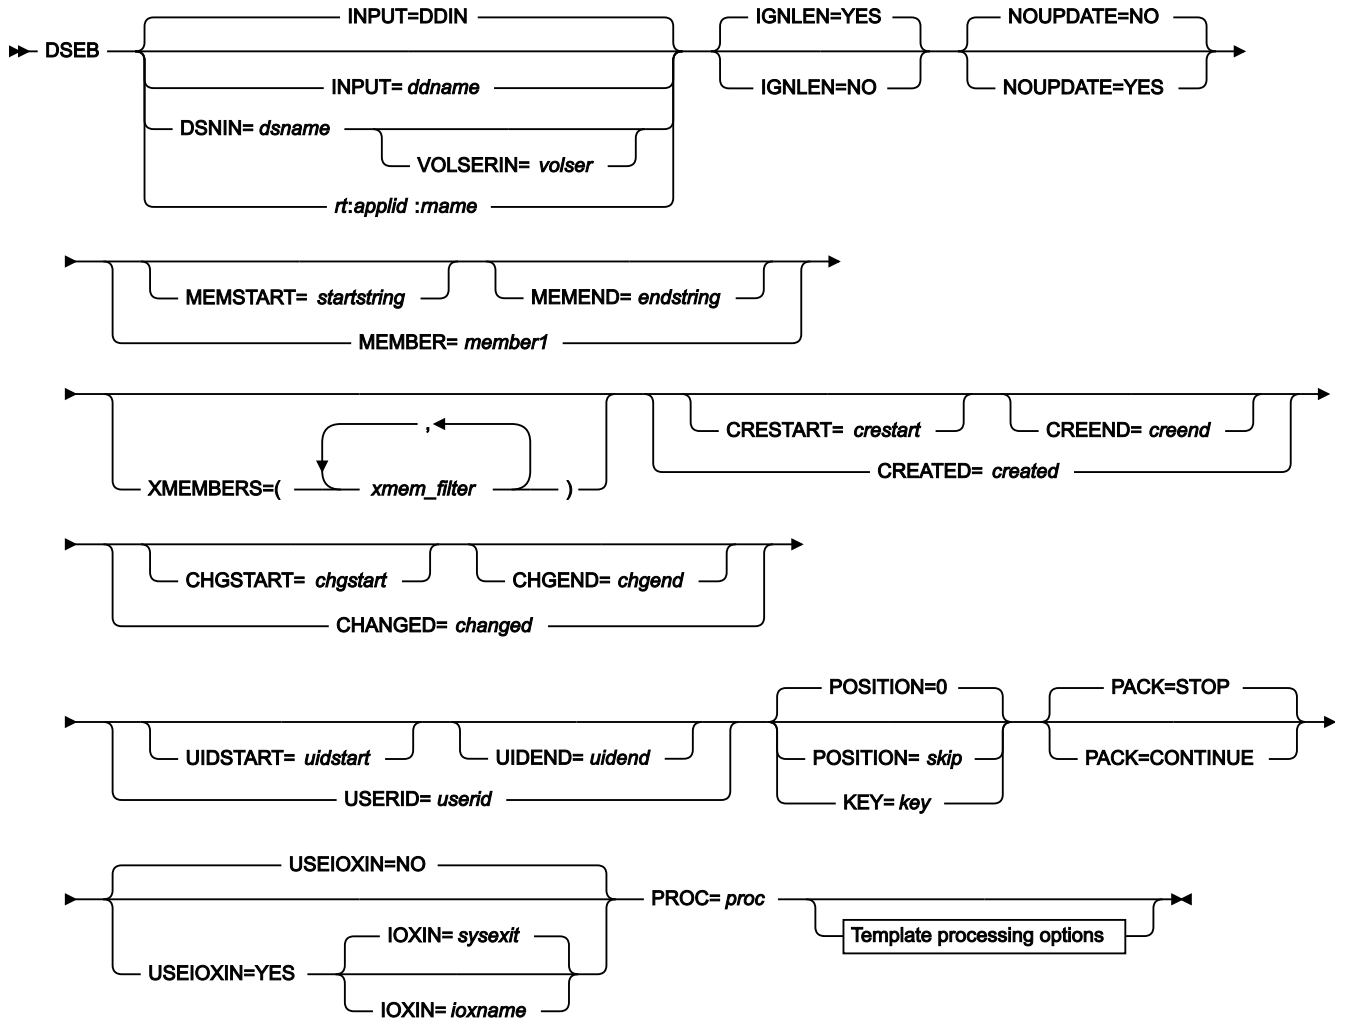 INPUT=DDIN IGNLEN=YES NOUPDATE=NO
DSEB
INPUT= ddname IGNLEN=NO NOUPDATE=YES
DSNIN= dsname
VOLSERIN= volser
rt:applid :rname
MEMSTART= startstring MEMEND= endstring
MEMBER= member1
,
CRESTART= crestart CREEND= creend
CREATED= created
XMEMBERS=( xmem_filter )
CHGSTART= chgstart CHGEND= chgend
CHANGED= changed
POSITION=0 PACK=STOP
UIDSTART= uidstart UIDEND= uidend POSITION= skip PACK=CONTINUE
USERID= userid KEY= key
USEIOXIN=NO
PROC= proc
IOXIN= sysexit Template processing options
USEIOXIN=YES
IOXIN= ioxname